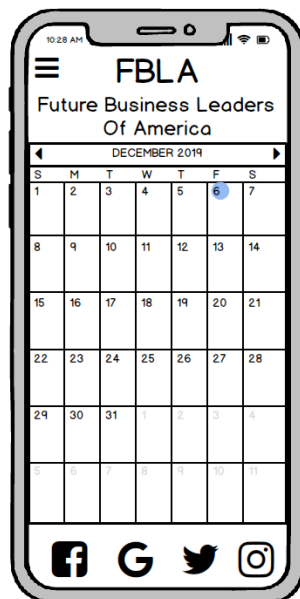 10:28 AM
FBLA
Future Business Leaders
Of America
DECEMBER 2019
S M T W T F S
1 2 3 4 5 6 7
8 9 10 11 12 13 14
15 16 17 18 19 20 21
22 23 24 25 26 27 28
29 30 31 1 2 3 4
5 6 7 8 9 10 11